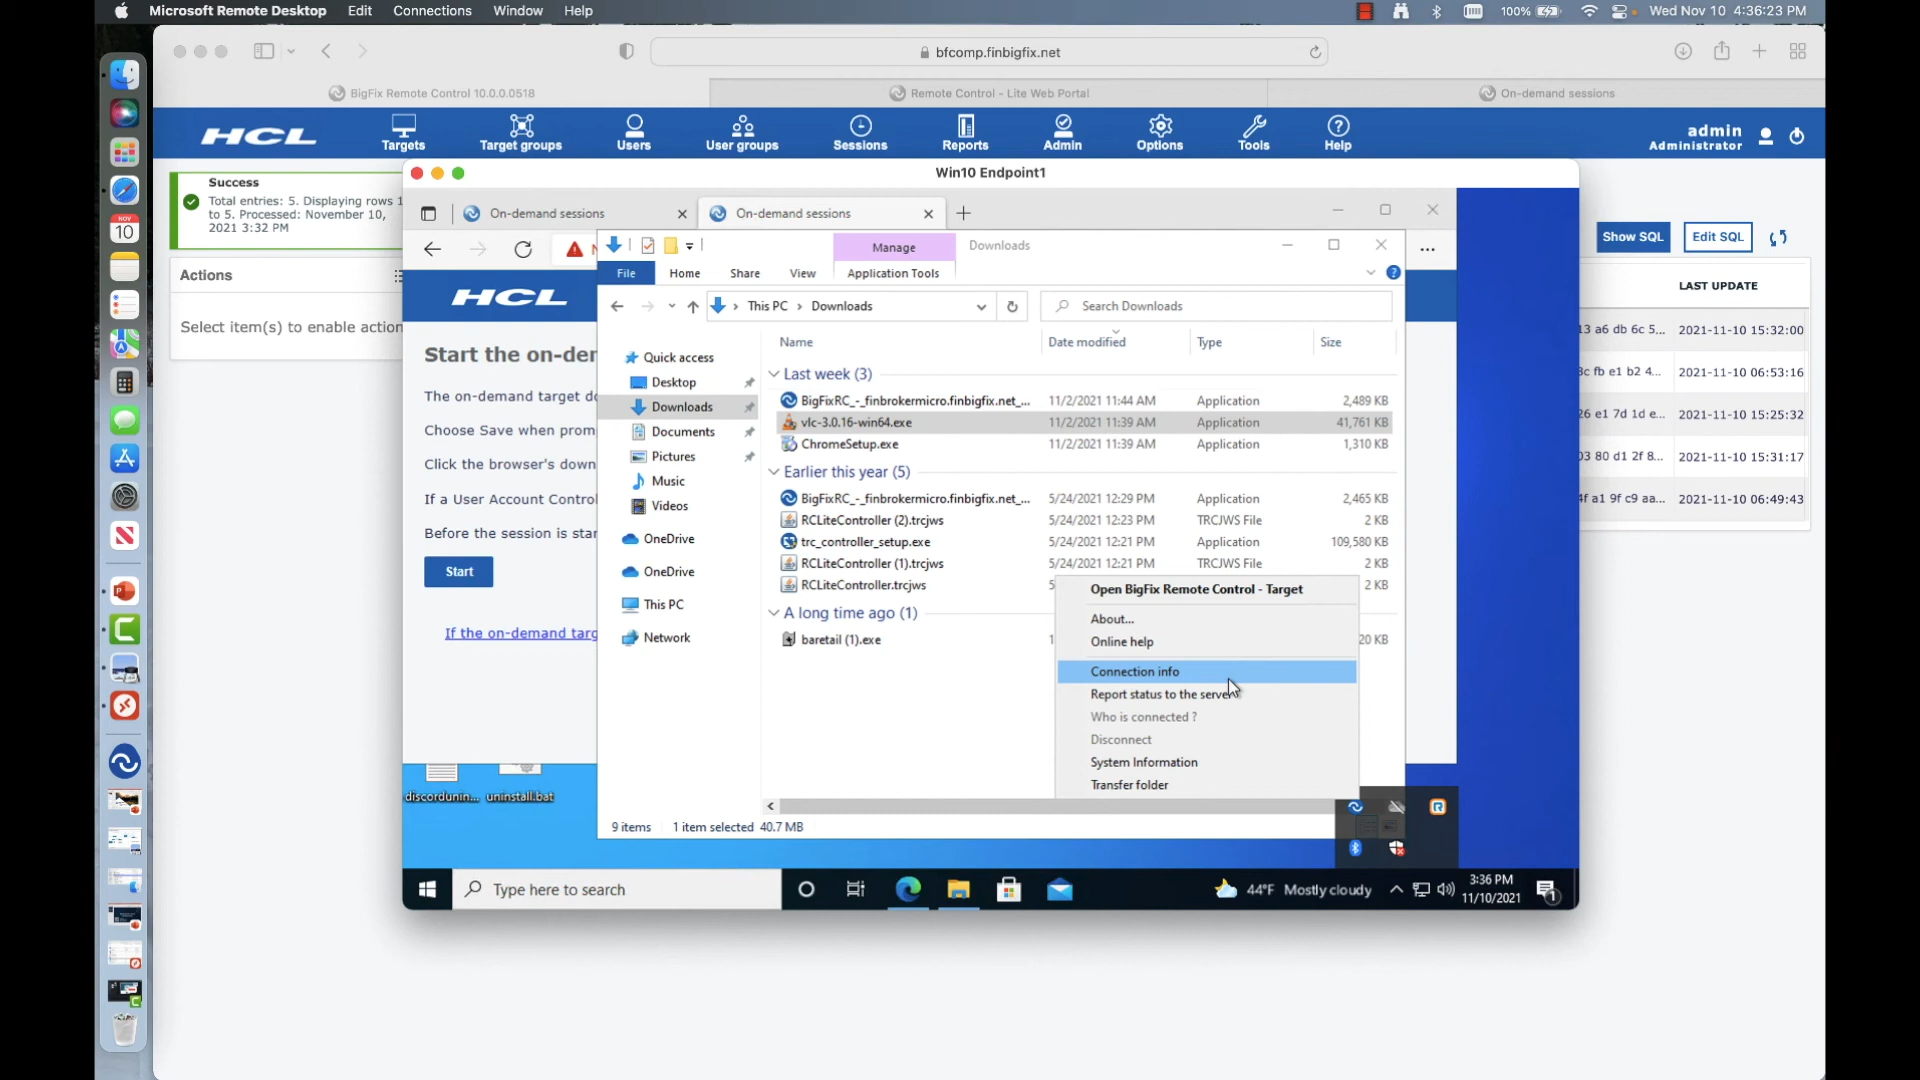 Microsoft Remote Desktop Edit Connections Window Help
100% Wed Nov 10 4:36:23 PM
bfcomp.finbigfix.net
BigFix Remote Control 10.0.0.0518
Remote Control - Lite Web Portal
On-demand sessions
HCL
Targets
Target groups
Users
User groups
Sessions
Reports
Admin
Options
Tools
Help
admin
Administrator
Success
Total entries: 5. Displaying rows 1
to 5. Processed: November 10,
2021 3:32 PM
Actions
Select item(s) to enable action
Show SQL
Edit SQL
LAST UPDATE
13 a6 db 6c 5... 2021-11-10 15:32:00
fb e1 b2 4... 2021-11-10 06:53:16
26 e1 7d 1d e... 2021-11-10 15:25:32
80 d1 2f 8... 2021-11-10 15:31:17
a1 9f c9 aa... 2021-11-10 06:49:43
NOV
10
Win10 Endpoint1
On-demand sessions
On-demand sessions
HCL
Start the on-der
The on-demand target do
Choose Save when prom
Click the browser's down
If a User Account Contro
Before the session is star
Start
If the on-demand targ
Manage
Downloads
File
Home
Share
View
Application Tools
This PC
Downloads
Search Downloads
Name
Date modified
Type
Size
Quick access
Desktop
Downloads
Documents
Pictures
Music
Videos
OneDrive
OneDrive
This PC
Network
Last week (3)
BigFixRC_-_finbrokermicro.finbigfix.net_... 11/2/2021 11:44 AM Application 2,489 KB
vlc-3.0.16-win64.exe 11/2/2021 11:39 AM Application 41,761 KB
ChromeSetup.exe 11/2/2021 11:39 AM Application 1,310 KB
Earlier this year (5)
BigFixRC_-_finbrokermicro.finbigfix.net_... 5/24/2021 12:29 PM Application 2,465 KB
RCLiteController (2).trcjws 5/24/2021 12:23 PM TRCJWS File 2 KB
trc_controller_setup.exe 5/24/2021 12:21 PM Application 109,580 KB
RCLiteController (1).trcjws 5/24/2021 12:21 PM TRCJWS File 2 KB
RCLiteController.trcjws 5 2 KB
A long time ago (1)
baretail (1).exe 1 20 KB
Open BigFix Remote Control - Target
About...
Online help
Connection info
Report status to the server
Who is connected ?
Disconnect
System Information
Transfer folder
9 items 1 item selected 40.7 MB
discordunin... uninstall.bat
Type here to search
44°F Mostly cloudy
3:36 PM
11/10/2021
1